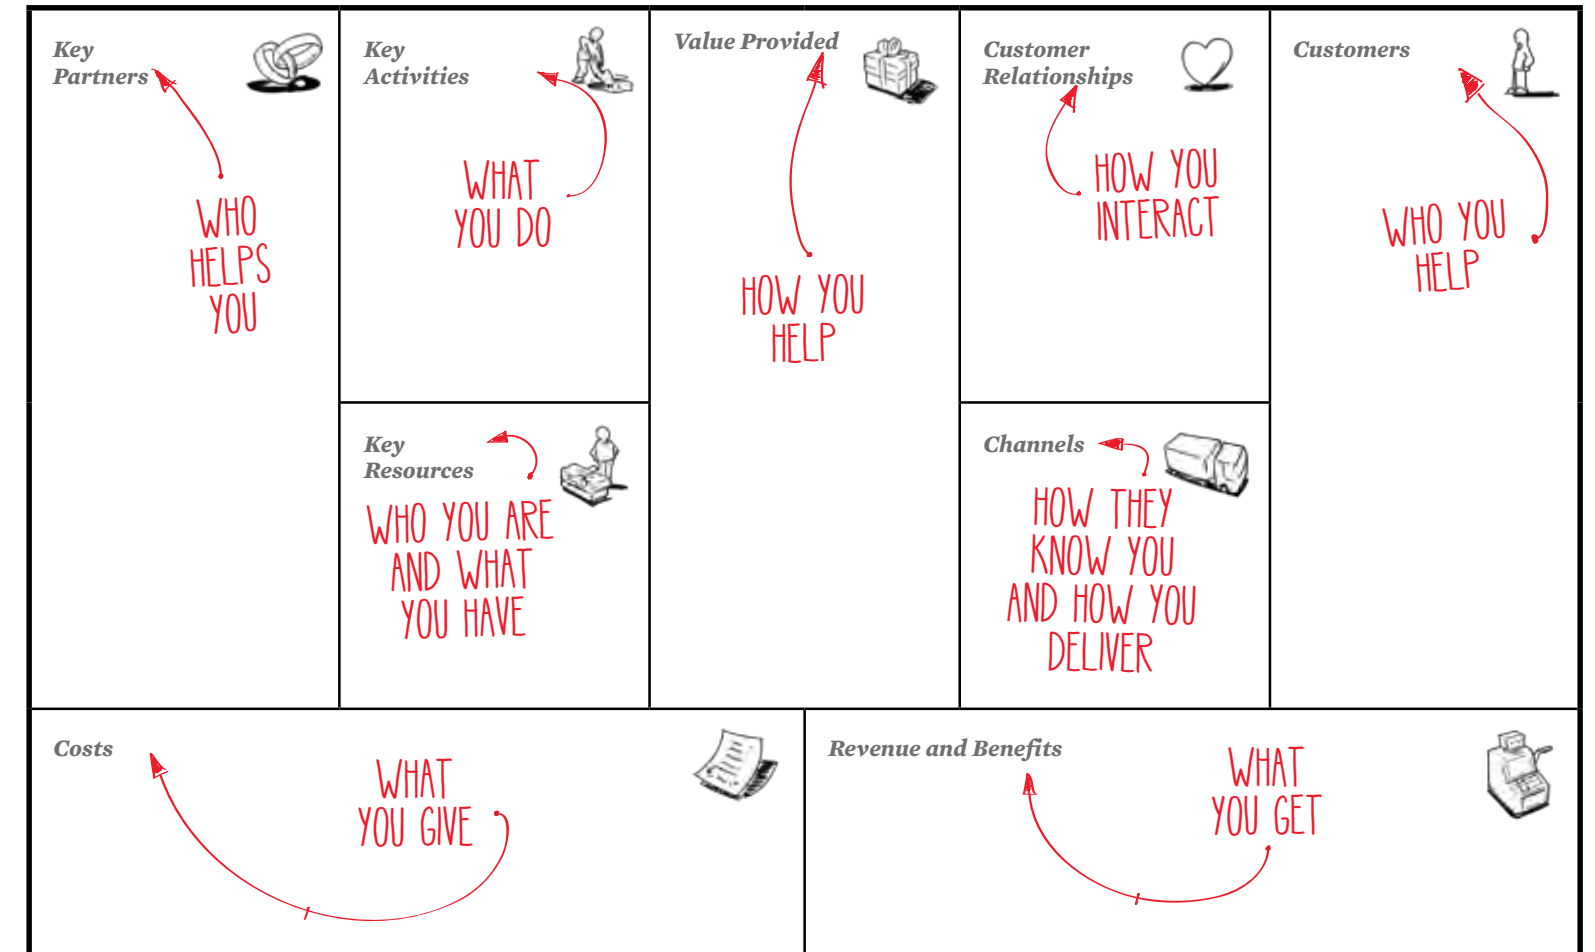 Key
Partners
WHO
HELPS
YOU
Key
Activities
WHAT
YOU DO
Key
Resources
WHO YOU ARE
AND WHAT
YOU HAVE
Value Provided
HOW YOU
HELP
Customer
Relationships
HOW YOU
INTERACT
Channels
HOW THEY
KNOW YOU
AND HOW YOU
DELIVER
Customers
WHO YOU
HELP
Costs
WHAT
YOU GIVE
Revenue and Benefits
WHAT
YOU GET